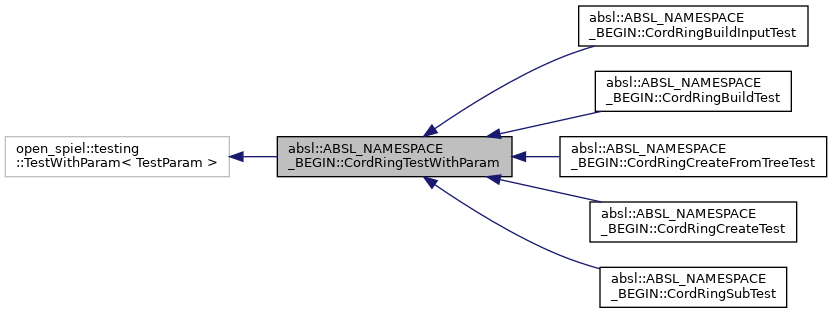 absl::ABSL_NAMESPACE
_BEGIN::CordRingBuildInputTest
absl::ABSL_NAMESPACE
_BEGIN::CordRingBuildTest
open_spiel::testing
::TestWithParam< TestParam >
absl::ABSL_NAMESPACE
_BEGIN::CordRingTestWithParam
absl::ABSL_NAMESPACE
_BEGIN::CordRingCreateFromTreeTest
absl::ABSL_NAMESPACE
_BEGIN::CordRingCreateTest
absl::ABSL_NAMESPACE
_BEGIN::CordRingSubTest